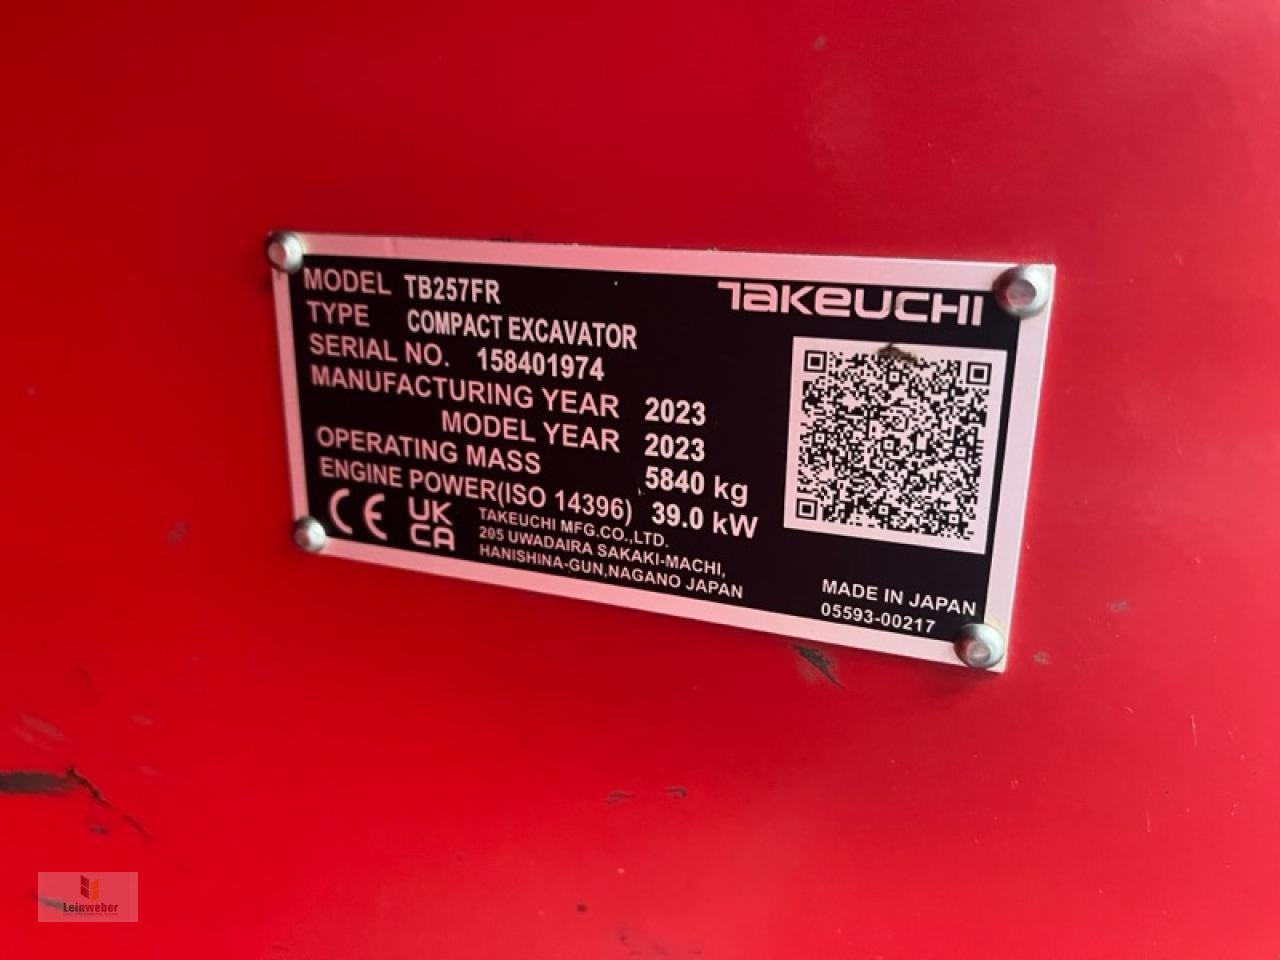 TAKEUCHI
MODEL TB257FR
TYPE COMPACT EXCAVATOR
SERIAL NO. 158401974
MANUFACTURING YEAR 2023
MODEL YEAR 2023
OPERATING MASS 5840 kg
ENGINE POWER(ISO 14396) 39.0 kW
CE UK CA
TAKEUCHI MFG.CO.,LTD.
205 UWADAIRA SAKAKI-MACHI,
HANISHINA-GUN,NAGANO JAPAN
MADE IN JAPAN
05593-00217
Leinweber